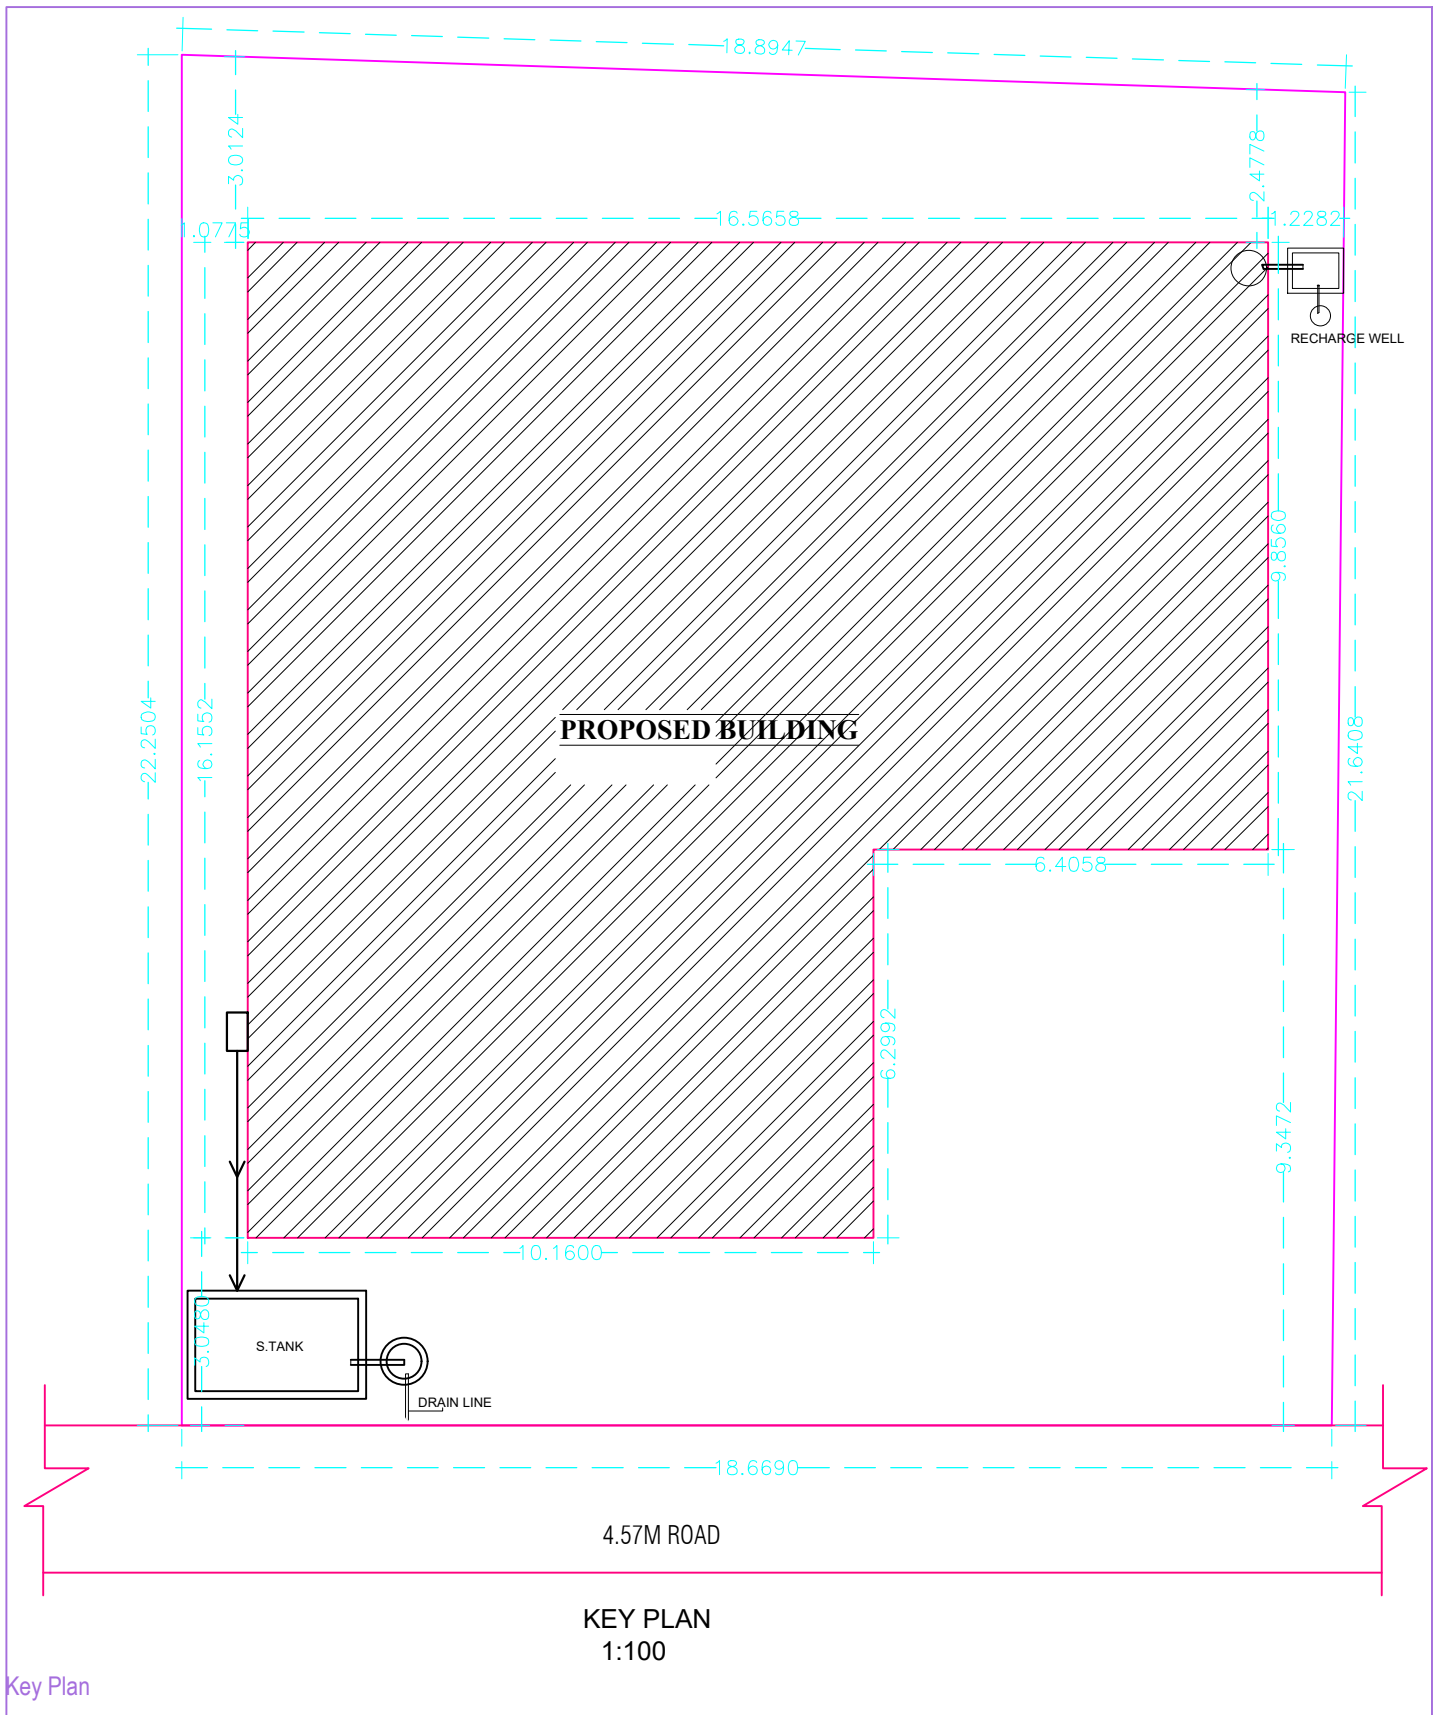 18.8947
3.0124
2.4778
1.0775
16.5658
1.2282
RECHARGE WELL
9.8560
22.2504
16.1552
PROPOSED BUILDING
21.6408
6.4058
6.2992
9.3472
10.1600
3.0480
S.TANK
DRAIN LINE
18.6690
4.57M ROAD
KEY PLAN
1:100
Key Plan